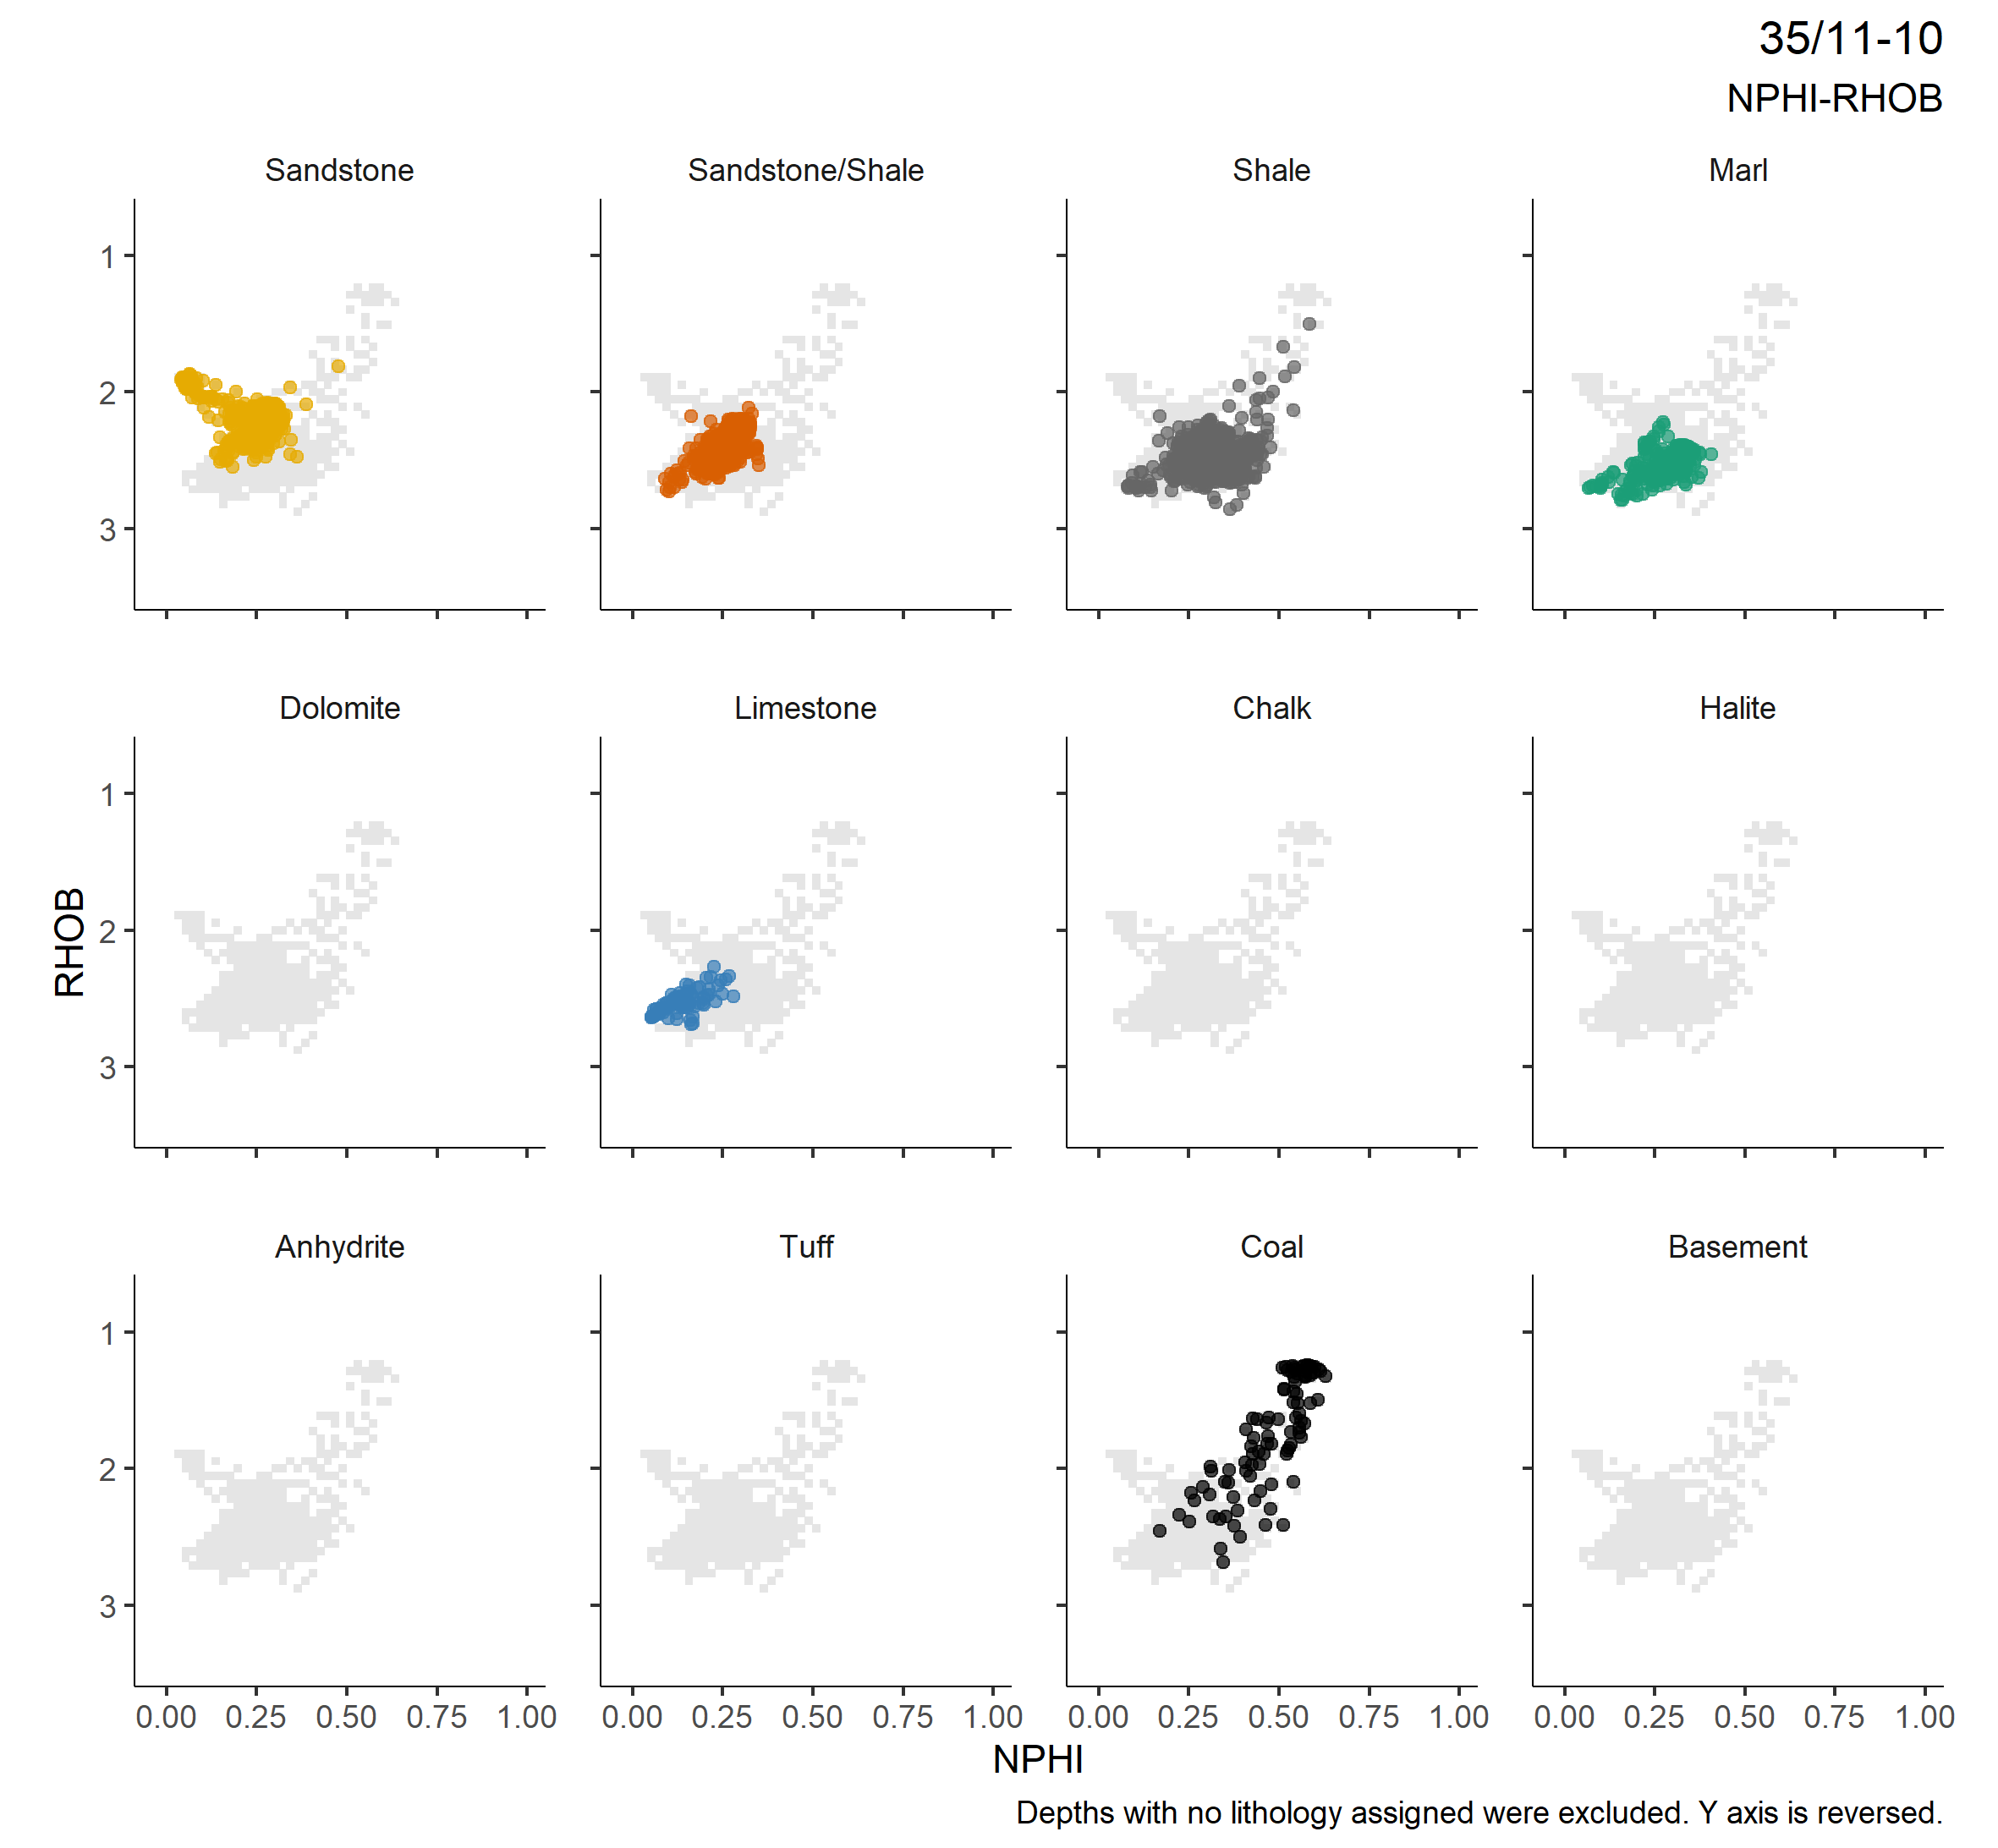 35/11-10
NPHI-RHOB
Sandstone
Sandstone/Shale
Shale
Marl
1
2
3
Dolomite
Limestone
Chalk
Halite
1
2
3
RHOB
Anhydrite
Tuff
Coal
Basement
1
2
3
0.00 0.25 0.50 0.75 1.00
0.00 0.25 0.50 0.75 1.00
0.00 0.25 0.50 0.75 1.00
0.00 0.25 0.50 0.75 1.00
NPHI
Depths with no lithology assigned were excluded. Y axis is reversed.